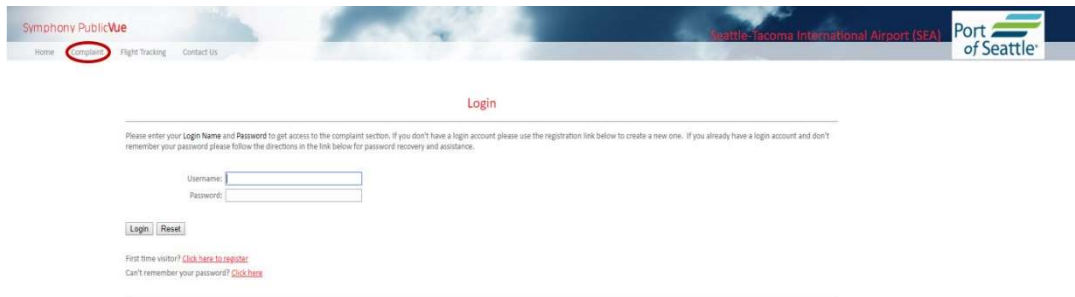 Symphony PublicVue
Seattle-Tacoma International Airport (SEA)
Port
of Seattle
Home Complaint Flight Tracking Contact Us
Login
Please enter your Login Name and Password to get access to the complaint section. If you don't have a login account please use the registration link below to create a new one. If you already have a login account and don't
remember your password please follow the directions in the link below for password recovery and assistance.
Username:
Password:
Login Reset
First time visitor? Click here to register
Can't remember your password? Click here